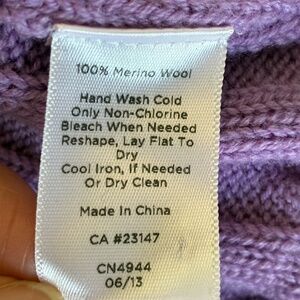 100% Merino Wool
Hand Wash Cold
Only Non-Chlorine
Bleach When Needed
Reshape, Lay Flat To
Dry
Cool Iron, If Needed
Or Dry Clean
Made In China
CA #23147
CN4944
06/13